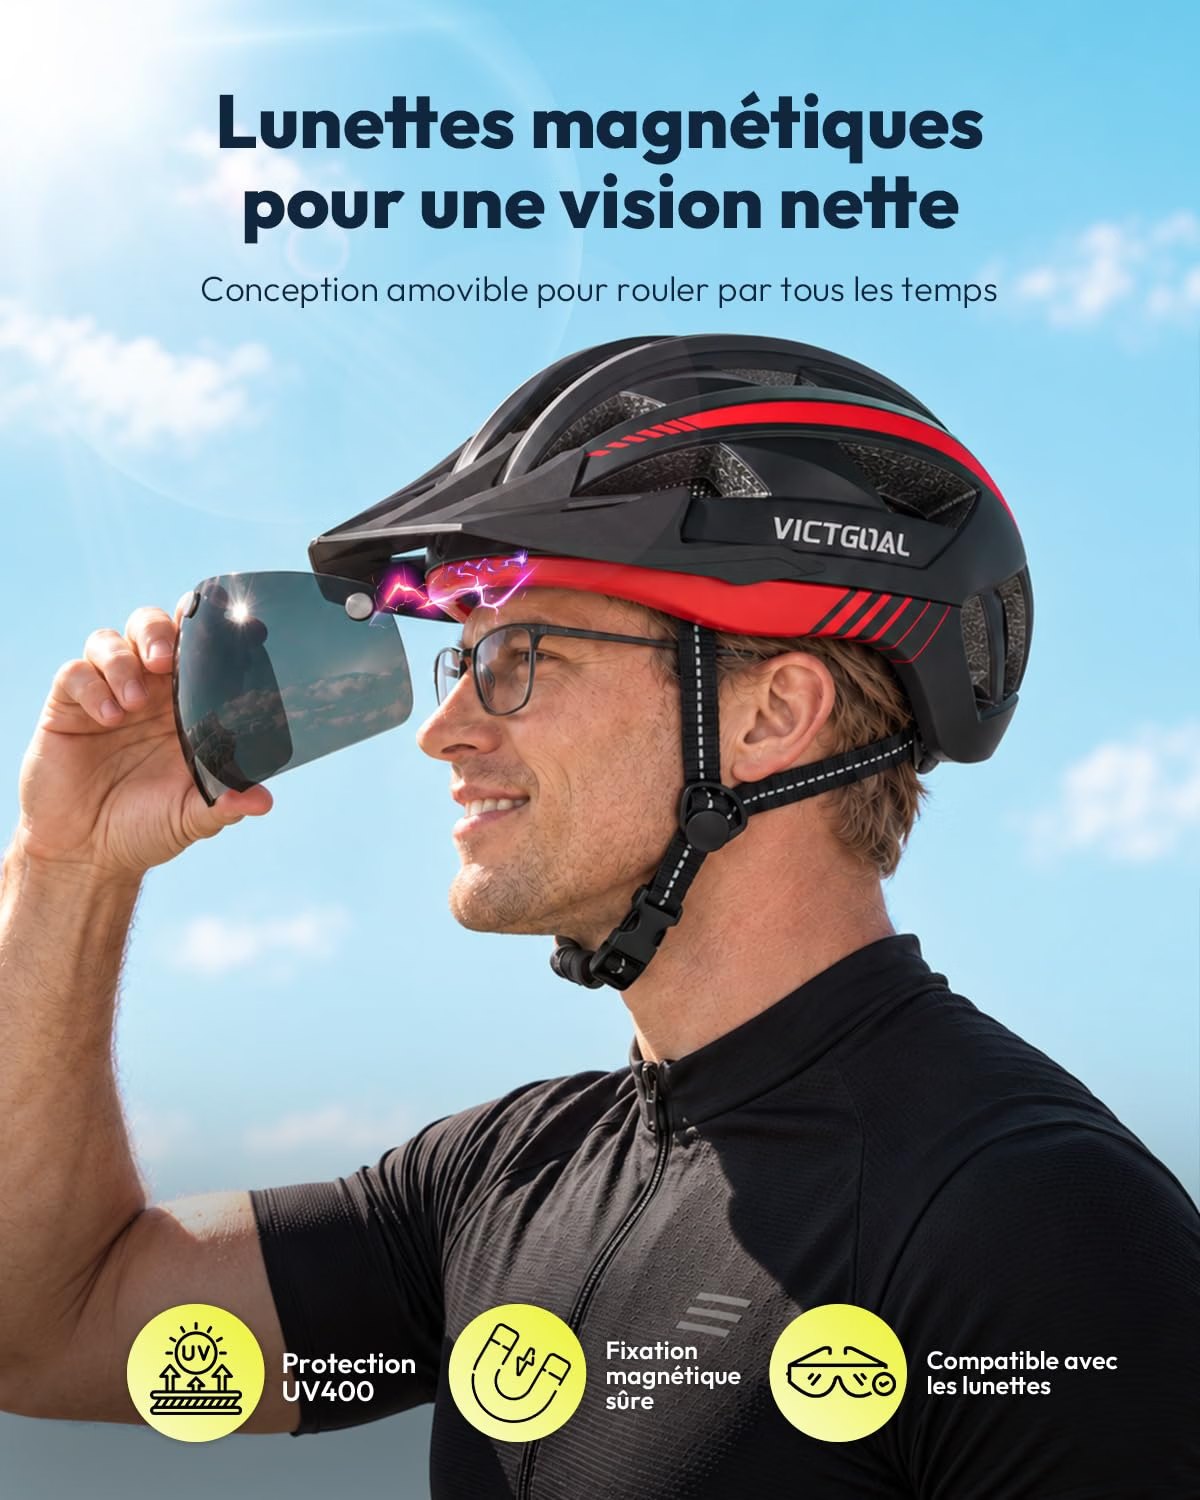 Lunettes magnétiques
pour une vision nette
Conception amovible pour rouler par tous les temps
VICTGOAL
UV
Protection
UV400
Fixation
magnétique
sûre
Compatible avec
les lunettes